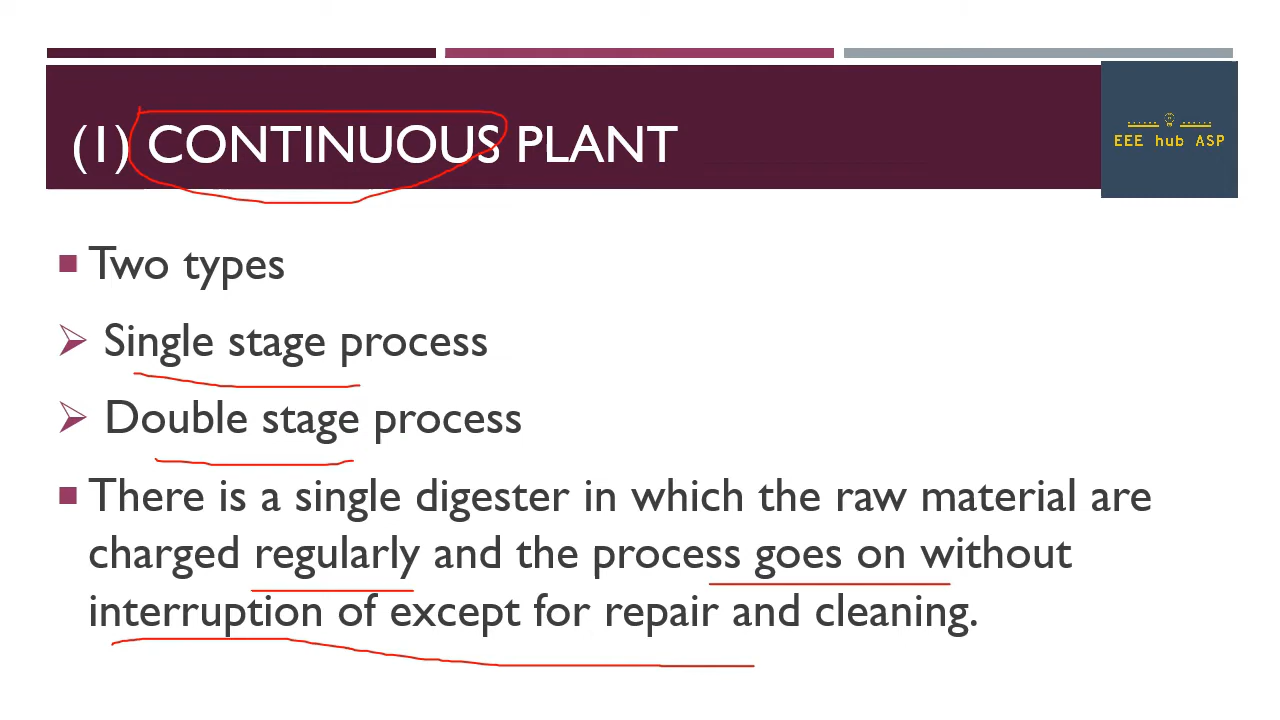 (1) CONTINUOUS PLANT
EEE hub ASP
Two types
Single stage process
Double stage process
There is a single digester in which the raw material are
charged regularly and the process goes on without
interruption of except for repair and cleaning.